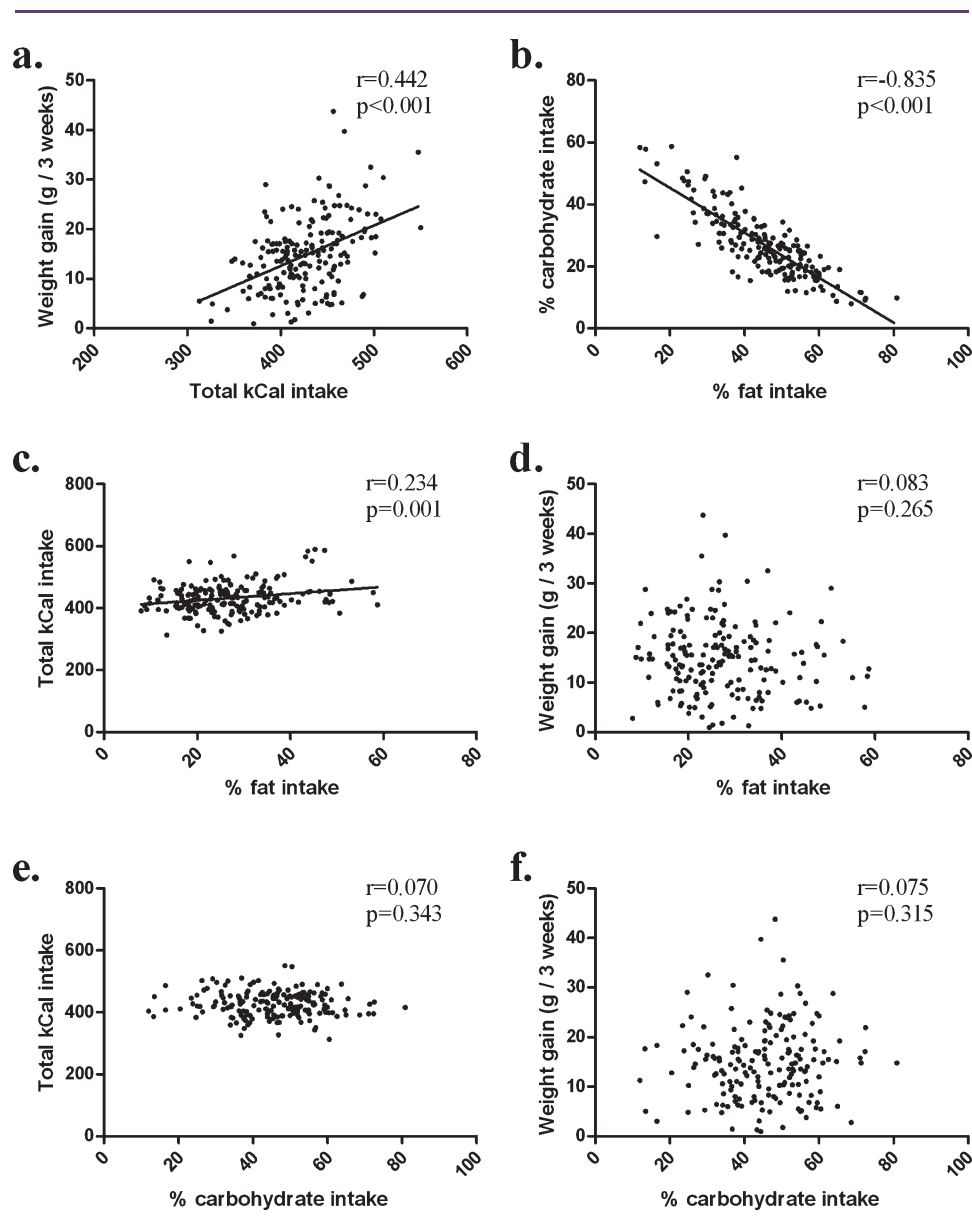 a.
r=0.442
p<0.001
Weight gain (g / 3 weeks)
50
40
30
20
10
0
200
300
400
500
600
Total kCal intake
b.
r=-0.835
p<0.001
% carbohydrate intake
80
60
40
20
0
0
20
40
60
80
100
% fat intake
c.
r=0.234
p=0.001
Total kCal intake
800
600
400
200
0
0
20
40
60
80
% fat intake
d.
r=0.083
p=0.265
Weight gain (g / 3 weeks)
50
40
30
20
10
0
0
20
40
60
80
% fat intake
e.
r=0.070
p=0.343
Total kCal intake
800
600
400
200
0
0
20
40
60
80
100
% carbohydrate intake
f.
r=0.075
p=0.315
Weight gain (g / 3 weeks)
50
40
30
20
10
0
0
20
40
60
80
100
% carbohydrate intake